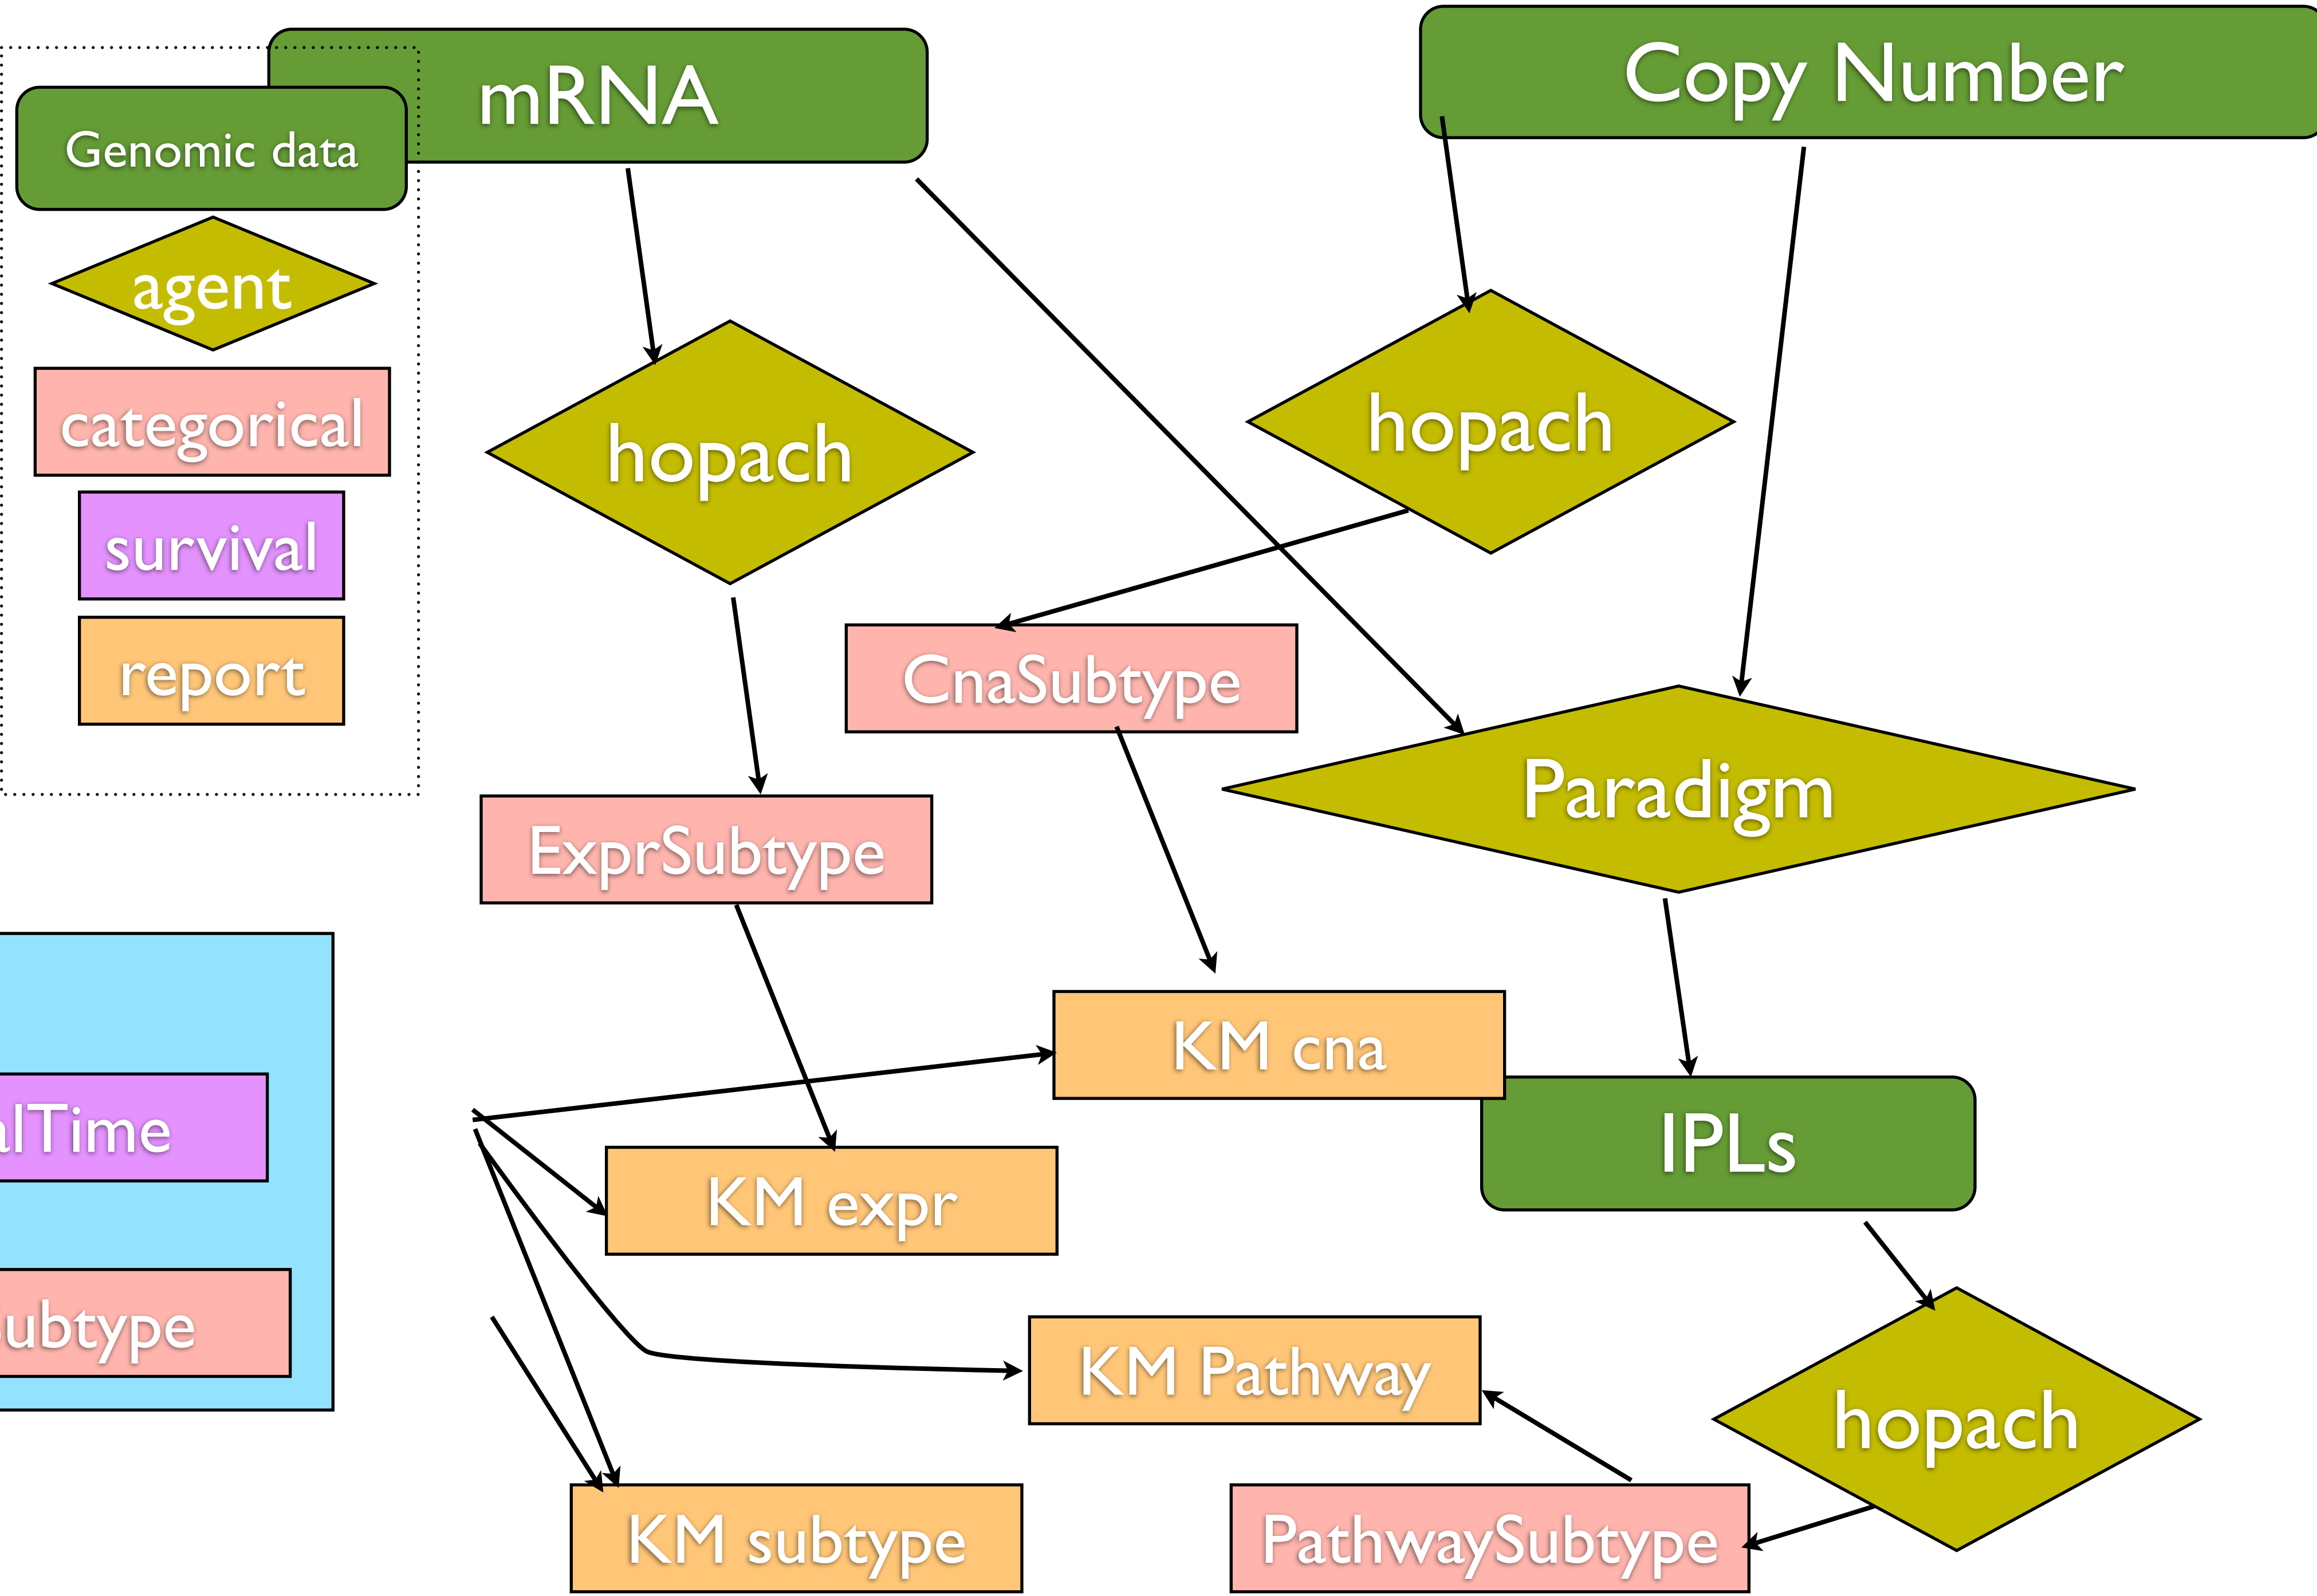 mRNA
Copy Number
Genomic data
agent
categorical
survival
report
hopach
hopach
CnaSubtype
Paradigm
ExprSubtype
KM cna
alTime
IPLs
KM expr
ubtype
KM Pathway
hopach
KM subtype
PathwaySubtype